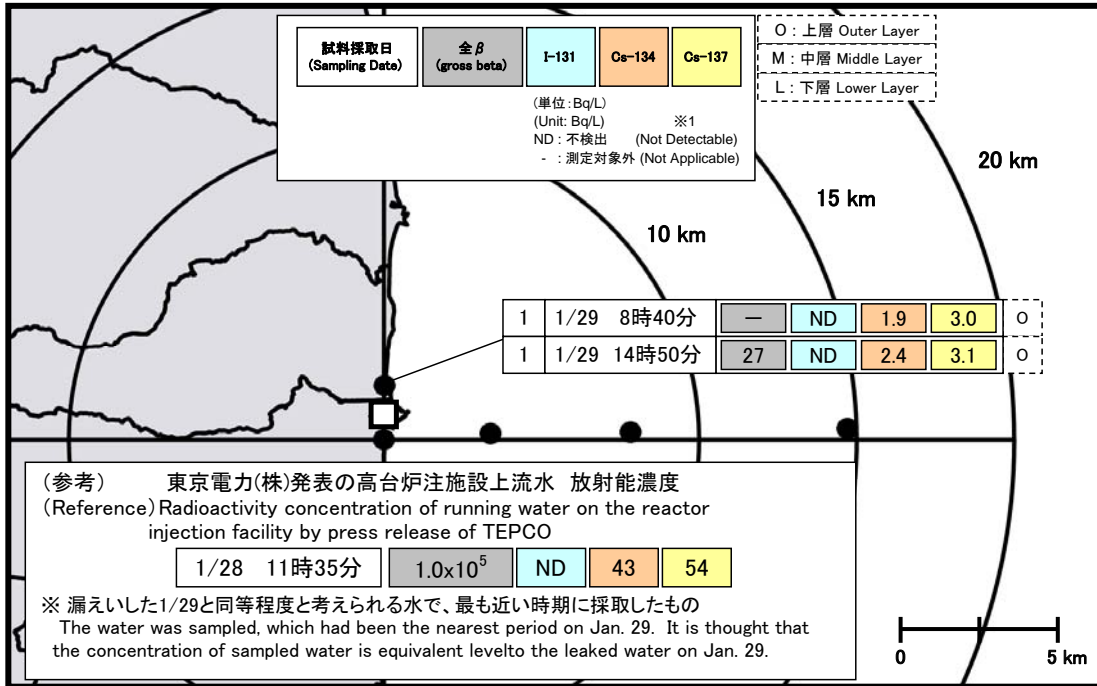 試料採取日 全β I-131 Cs-134 Cs-137
(Sampling Date) (gross beta)
(単位:Bq/L)
(Unit: Bq/L) ※1
ND : 不検出 (Not Detectable)
- : 測定対象外 (Not Applicable)
O : 上層 Outer Layer
M : 中層 Middle Layer
L : 下層 Lower Layer
20 km
15 km
10 km
1 1/29 8時40分 — ND 1.9 3.0 O
1 1/29 14時50分 27 ND 2.4 3.1 O
(参考) 東京電力(株)発表の高台炉注施設上流水 放射能濃度
(Reference) Radioactivity concentration of running water on the reactor
injection facility by press release of TEPCO
1/28 11時35分 1.0x10⁵ ND 43 54
※ 漏えいした1/29と同等程度と考えられる水で、最も近い時期に採取したもの
The water was sampled, which had been the nearest period on Jan. 29. It is thought that
the concentration of sampled water is equivalent levelto the leaked water on Jan. 29.
0 5 km